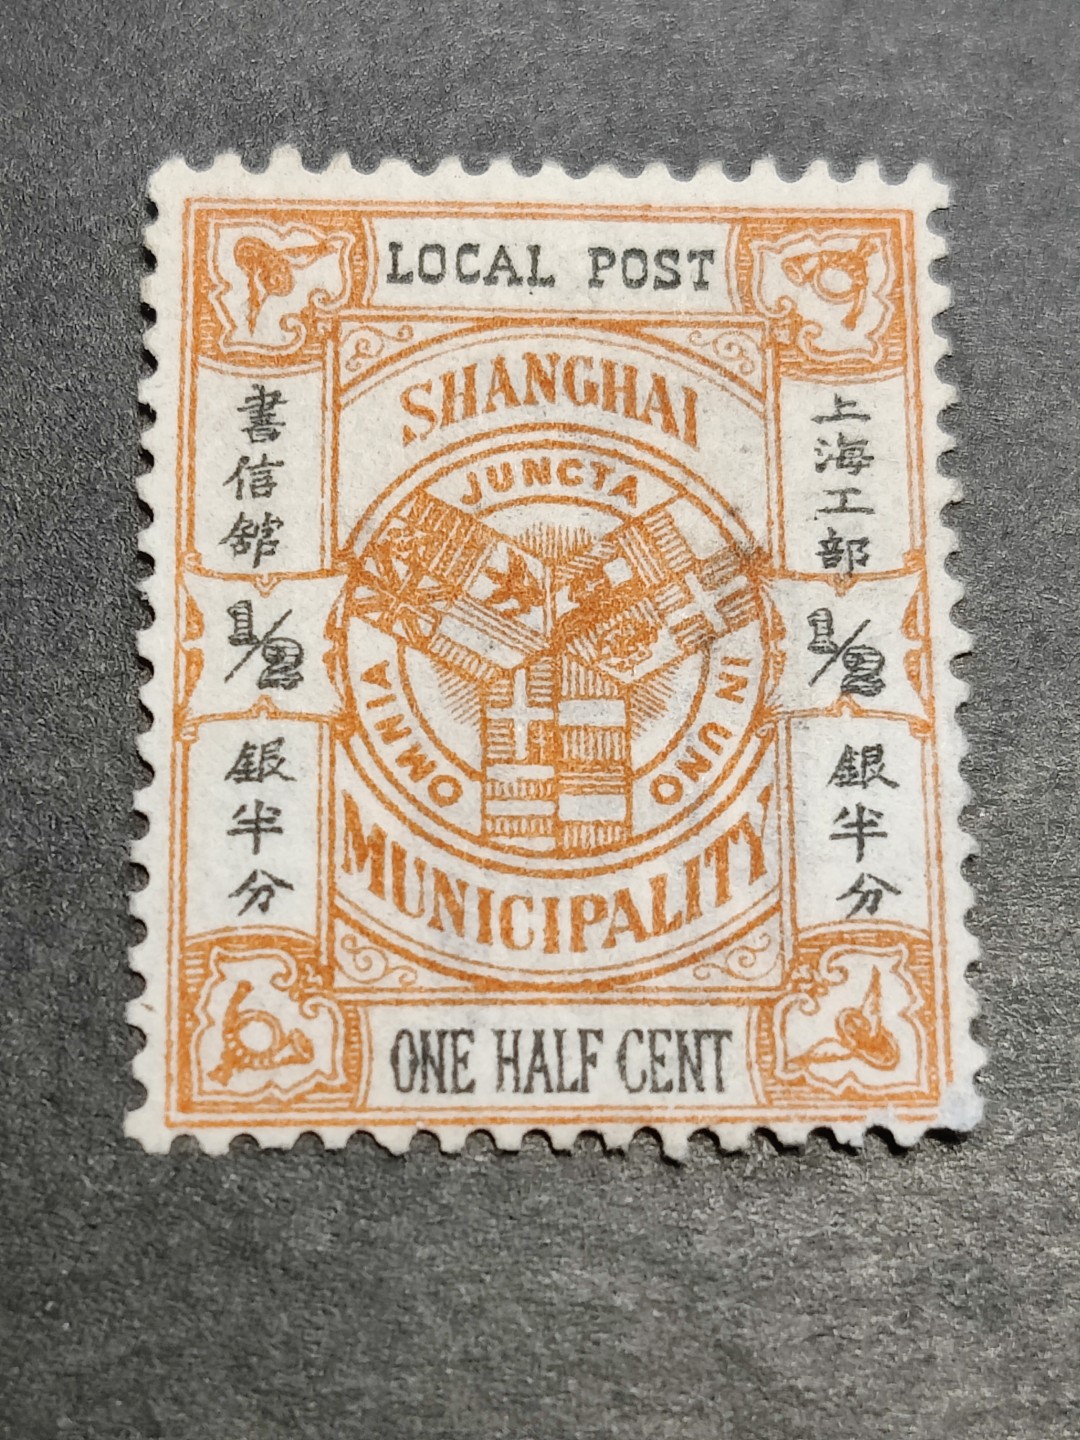 LOCAL POST
SHANGHAI
JUNCTA IN UNO OMNIA
上海工部
書信館
1/2
1/2
銀半分
銀半分
MUNICIPALITY
ONE HALF CENT